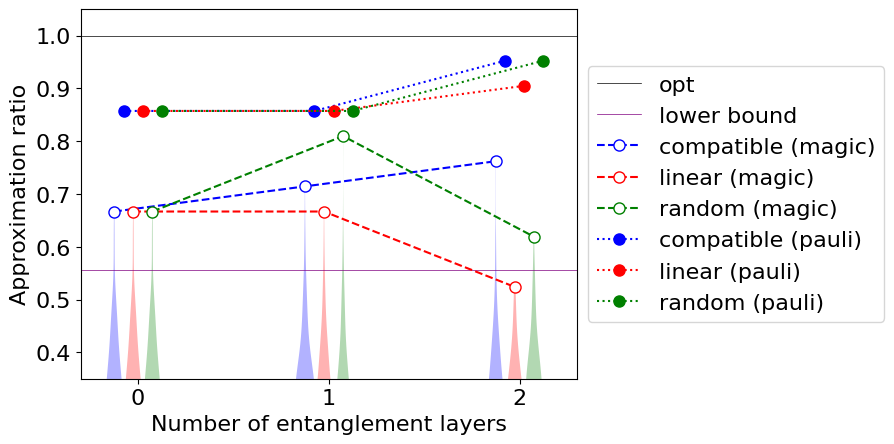 1.0
0.9
0.8
0.7
0.6
0.5
0.4
Approximation ratio
0 1 2
Number of entanglement layers
opt
lower bound
compatible (magic)
linear (magic)
random (magic)
compatible (pauli)
linear (pauli)
random (pauli)